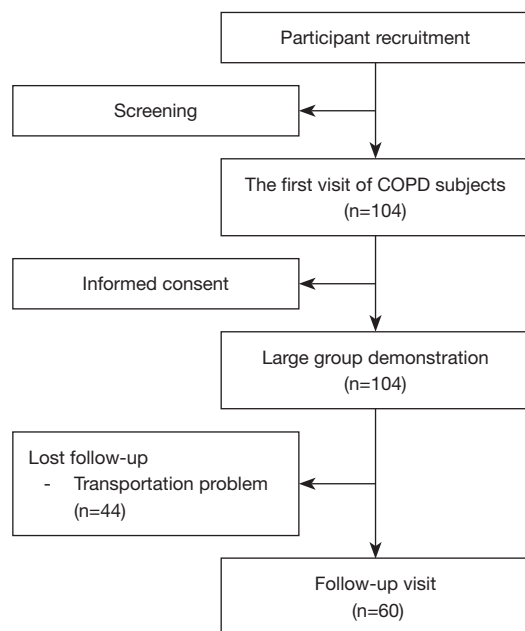 Participant recruitment
Screening
The first visit of COPD subjects
(n=104)
Informed consent
Large group demonstration
(n=104)
Lost follow-up
- Transportation problem
(n=44)
Follow-up visit
(n=60)